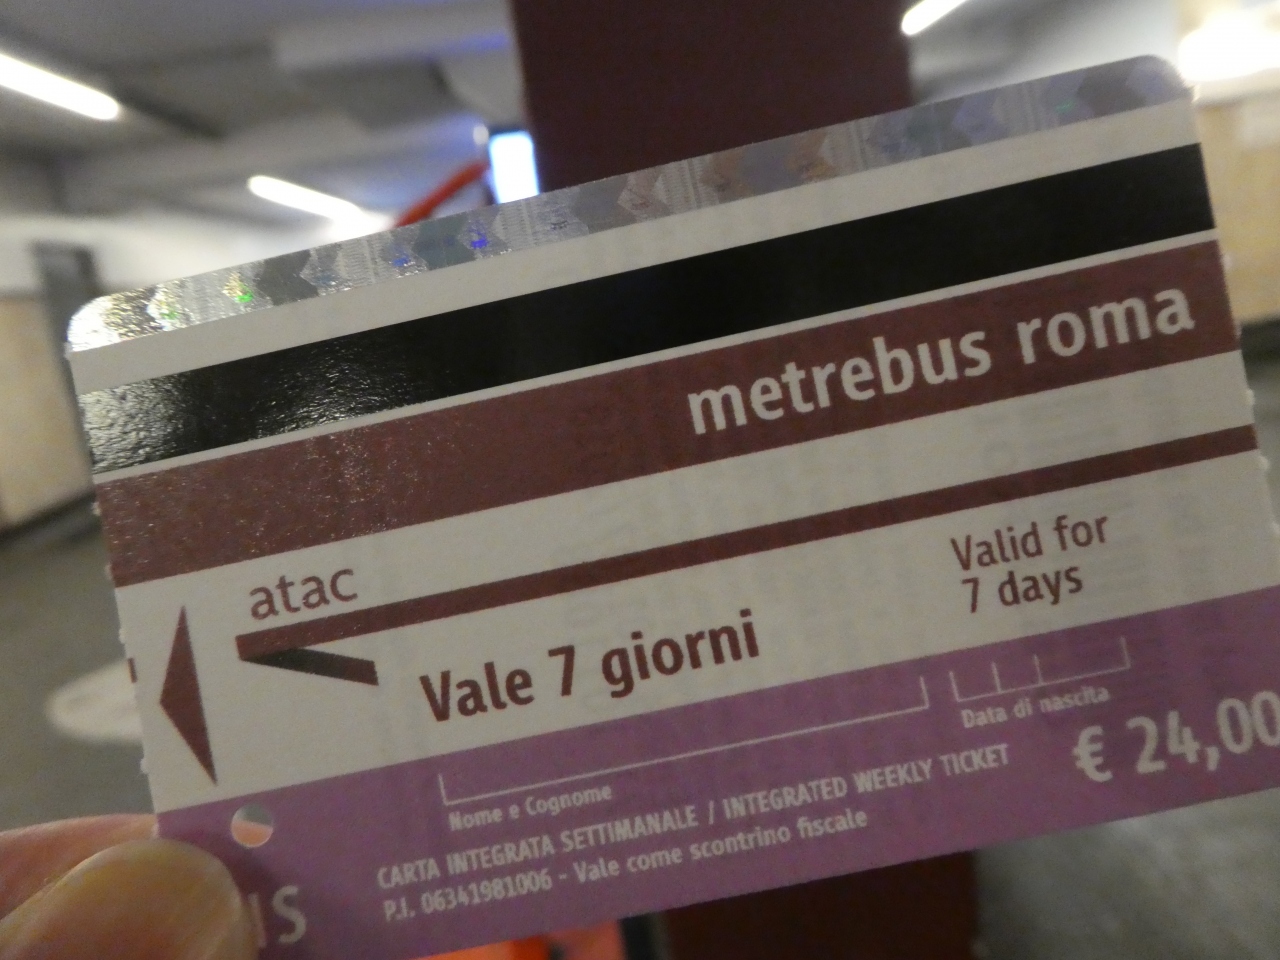 metrebus roma
atac
Valid for
7 days
Vale 7 giorni
Data di nascita
Nome e Cognome
€ 24,00
CARTA INTEGRATA SETTIMANALE / INTEGRATED WEEKLY TICKET
P.I. 06341981006 - Vale come scontrino fiscale
IS